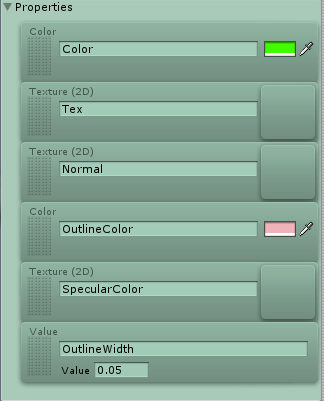 Properties
Color
Color
Texture (2D)
Tex
Texture (2D)
Normal
Color
OutlineColor
Texture (2D)
SpecularColor
Value
OutlineWidth
Value 0.05